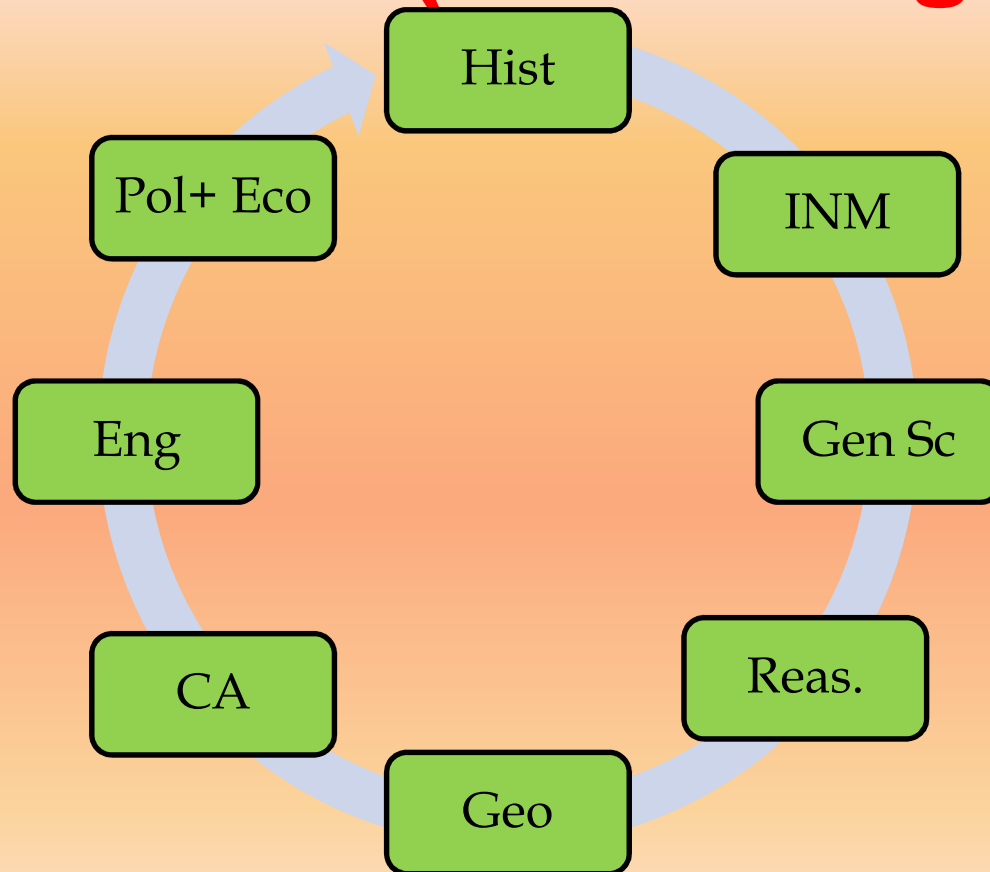 Hist
INM
Gen Sc
Reas.
Geo
CA
Eng
Pol+ Eco